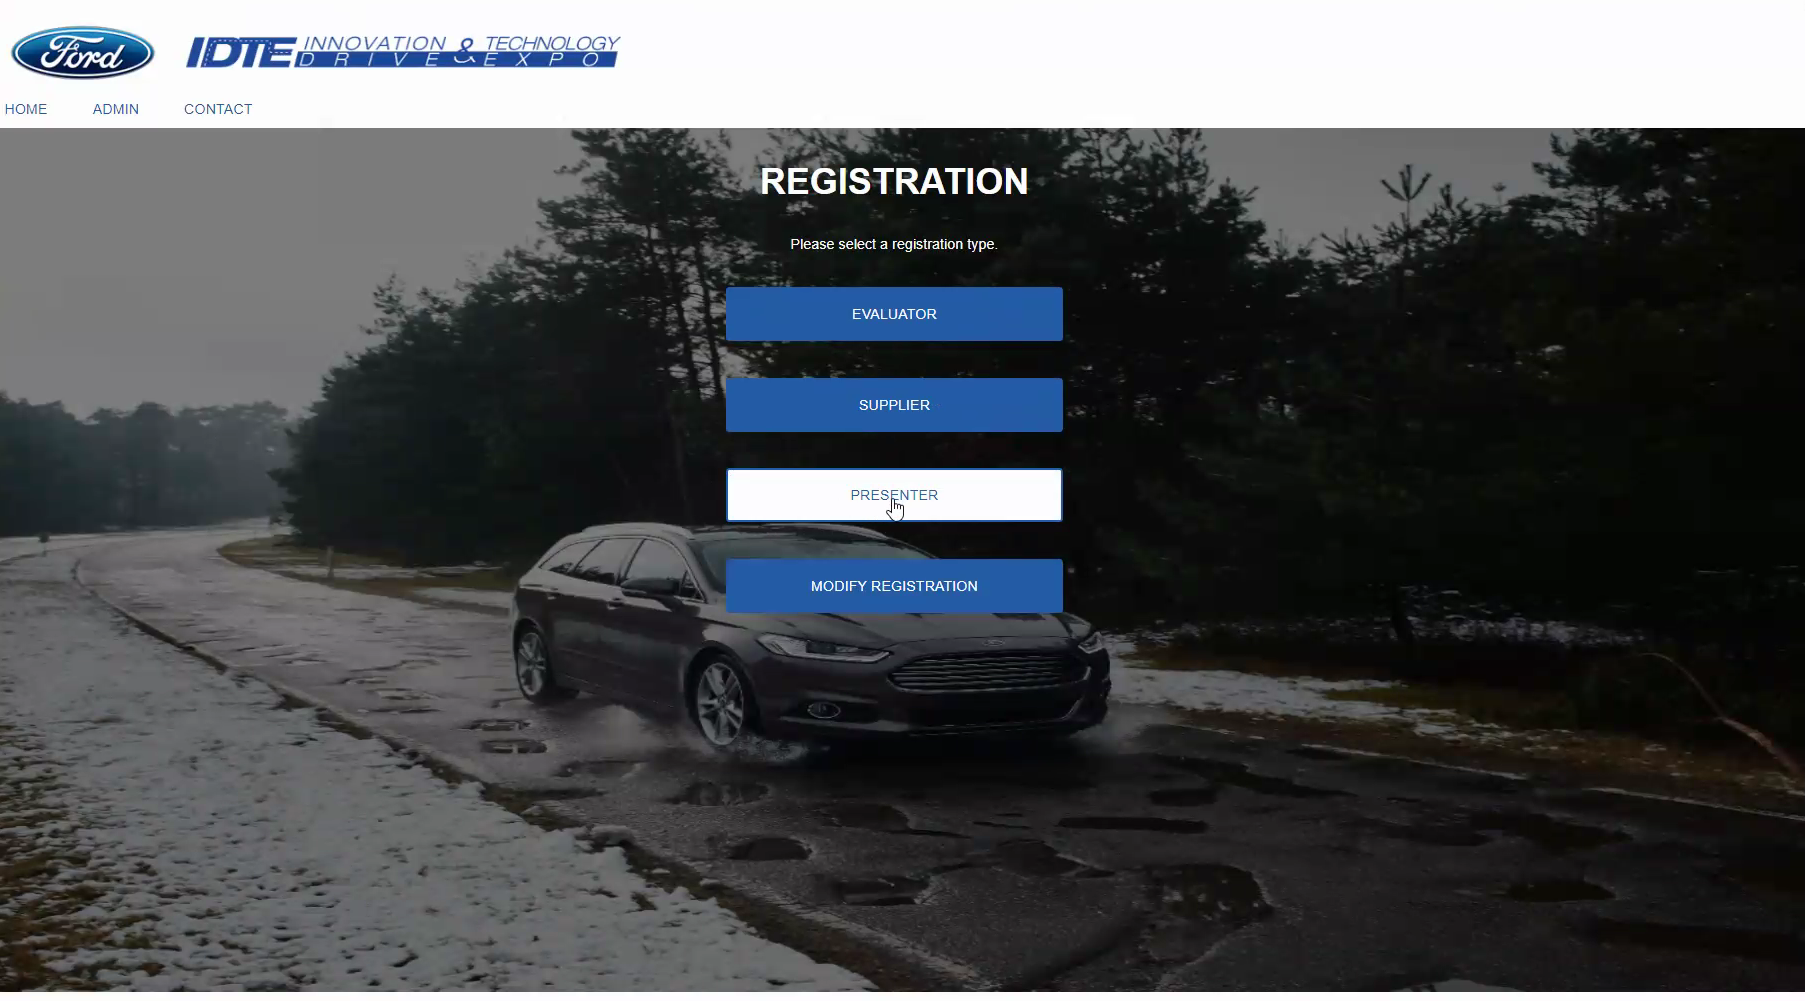 Ford
IDTE INNOVATION & TECHNOLOGY
DRIVE EXPO
HOME ADMIN CONTACT
REGISTRATION
Please select a registration type.
EVALUATOR
SUPPLIER
PRESENTER
MODIFY REGISTRATION